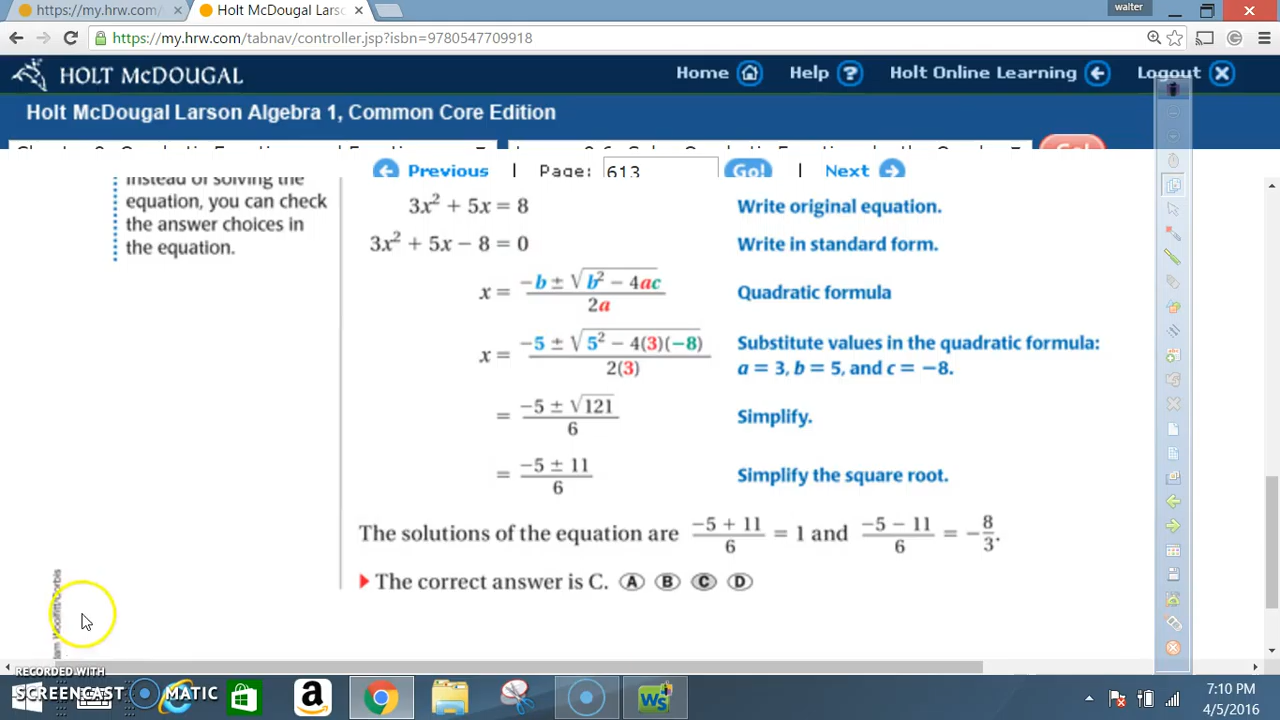 https://my.hrw.com/ × Holt McDougal Larso × walter
https://my.hrw.com/tabnav/controller.jsp?isbn=9780547709918
HOLT McDOUGAL Home Help ? Holt Online Learning Logout X
Holt McDougal Larson Algebra 1, Common Core Edition
Previous | Page: 613 Go! | Next
instead of solving the
equation, you can check
the answer choices in
the equation.
3x² + 5x = 8 Write original equation.
3x² + 5x − 8 = 0 Write in standard form.
x = (−b ± √(b² − 4ac))/(2a) Quadratic formula
x = (−5 ± √(5² − 4(3)(−8)))/(2(3)) Substitute values in the quadratic formula:
a = 3, b = 5, and c = −8.
= (−5 ± √121)/6 Simplify.
= (−5 ± 11)/6 Simplify the square root.
The solutions of the equation are (−5 + 11)/6 = 1 and (−5 − 11)/6 = −8/3.
The correct answer is C. Ⓐ Ⓑ Ⓒ Ⓓ
RECORDED WITH
SCREENCAST MATIC
7:10 PM
4/5/2016